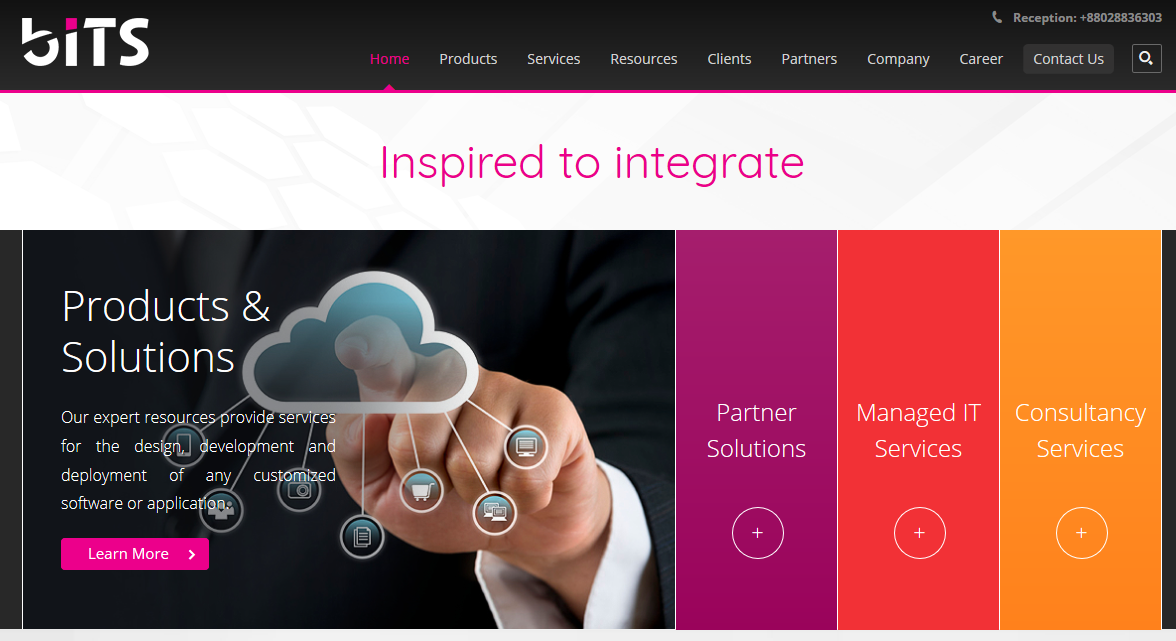 biTS
Reception: +88028836303
Home Products Services Resources Clients Partners Company Career Contact Us
Inspired to integrate
Products &
Solutions
Our expert resources provide services
for the design, development and
deployment of any customized
software or application.
Learn More
Partner
Solutions
+
Managed IT
Services
+
Consultancy
Services
+